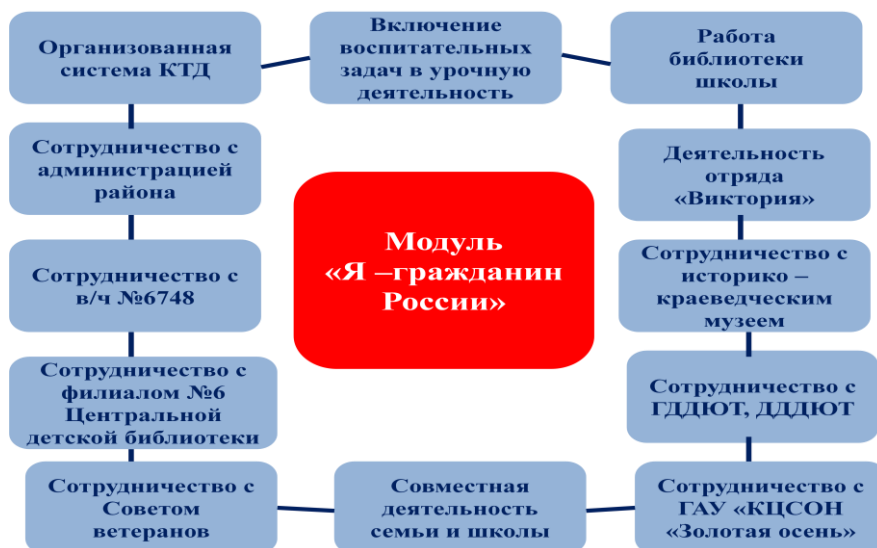 Организованная
система КТД
Включение
воспитательных
задач в урочную
деятельность
Работа
библиотеки
школы
Сотрудничество с
администрацией
района
Деятельность
отряда
«Виктория»
Модуль
«Я –гражданин
России»
Сотрудничество с
в/ч №6748
Сотрудничество с
историко –
краеведческим
музеем
Сотрудничество с
филиалом №6
Центральной
детской библиотеки
Сотрудничество с
ГДДЮТ, ДДДЮТ
Сотрудничество с
Советом
ветеранов
Совместная
деятельность
семьи и школы
Сотрудничество с
ГАУ «КЦСОН
«Золотая осень»